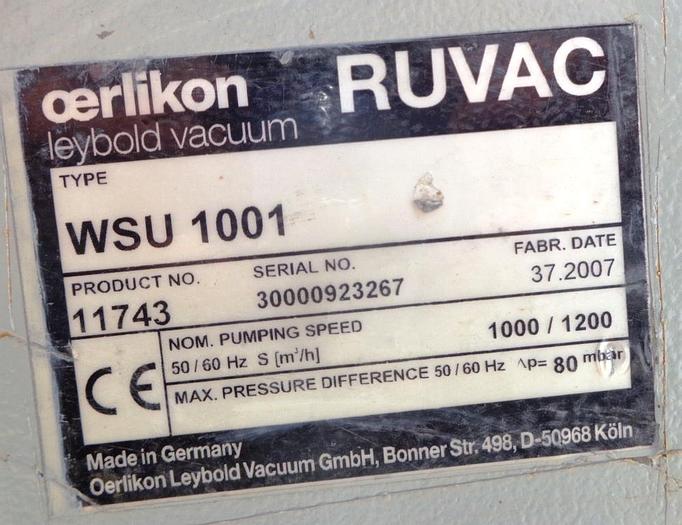 œrlikon
leybold vacuum
RUVAC
TYPE
WSU 1001
PRODUCT NO. SERIAL NO. FABR. DATE
11743 30000923267 37.2007
CE
NOM. PUMPING SPEED
50 / 60 Hz S [m³/h] 1000 / 1200
MAX. PRESSURE DIFFERENCE 50 / 60 Hz ^p= 80 mbar
Made in Germany
Oerlikon Leybold Vacuum GmbH, Bonner Str. 498, D-50968 Köln